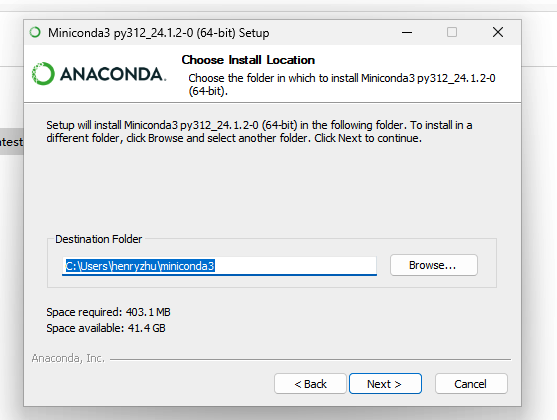 Miniconda3 py312_24.1.2-0 (64-bit) Setup
ANACONDA.
Choose Install Location
Choose the folder in which to install Miniconda3 py312_24.1.2-0
(64-bit).
Setup will install Miniconda3 py312_24.1.2-0 (64-bit) in the following folder. To install in a
different folder, click Browse and select another folder. Click Next to continue.
atest
Destination Folder
C:\Users\henryzhu\miniconda3
Browse...
Space required: 403.1 MB
Space available: 41.4 GB
Anaconda, Inc.
< Back
Next >
Cancel